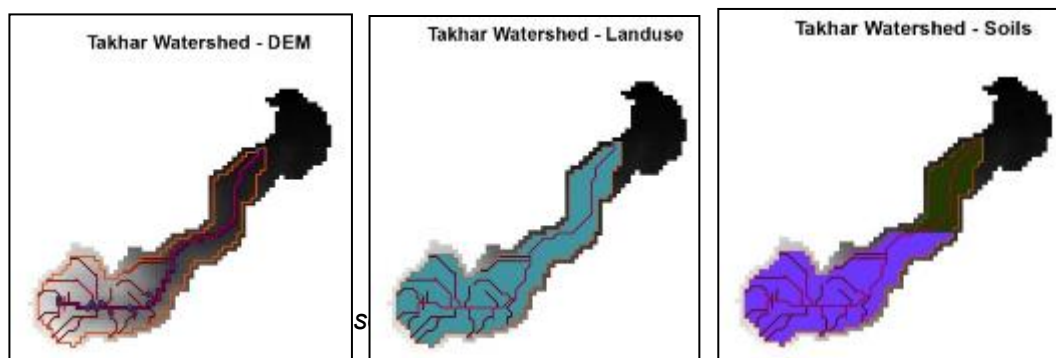 Takhar Watershed - DEM
Takhar Watershed - Landuse
Takhar Watershed - Soils
s